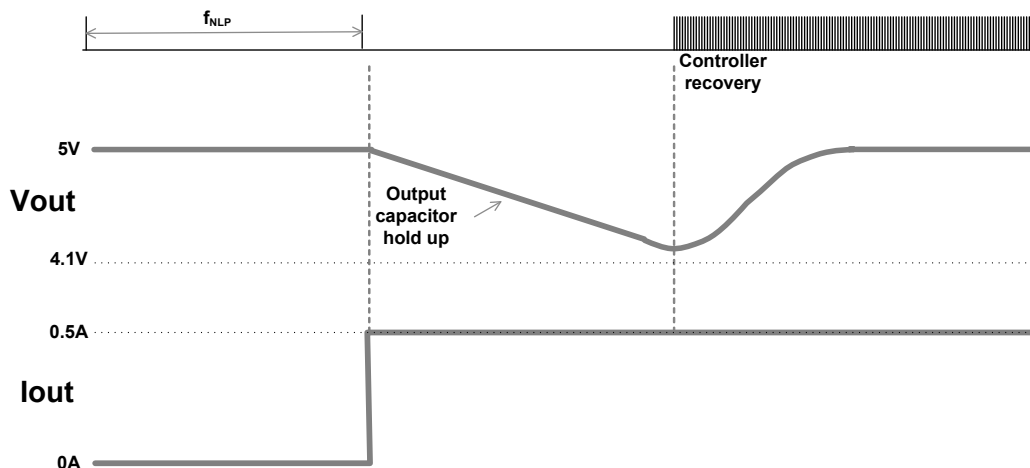 fNLP
Controller
recovery
5V
Vout
Output
capacitor
hold up
4.1V
0.5A
Iout
0A